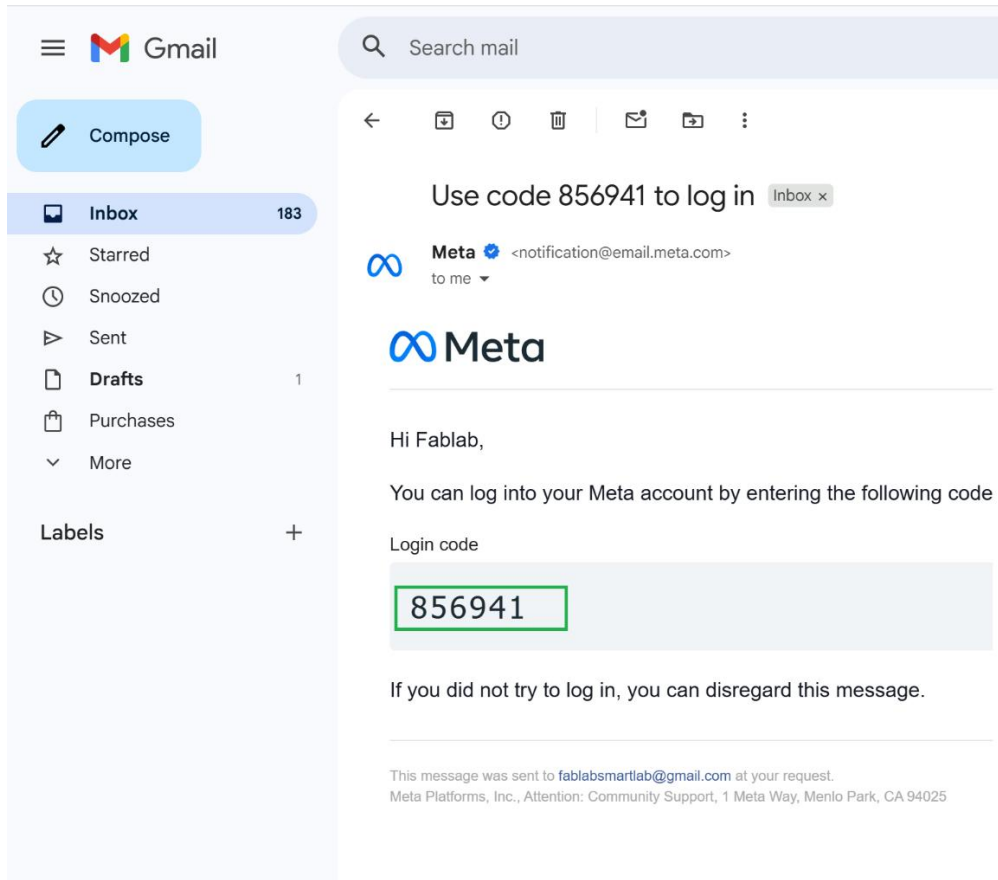 Gmail
Search mail
Compose
Inbox 183
Starred
Snoozed
Sent
Drafts 1
Purchases
More
Labels
Use code 856941 to log in Inbox ×
Meta <notification@email.meta.com>
to me
Meta
Hi Fablab,
You can log into your Meta account by entering the following code
Login code
856941
If you did not try to log in, you can disregard this message.
This message was sent to fablabsmartlab@gmail.com at your request.
Meta Platforms, Inc., Attention: Community Support, 1 Meta Way, Menlo Park, CA 94025